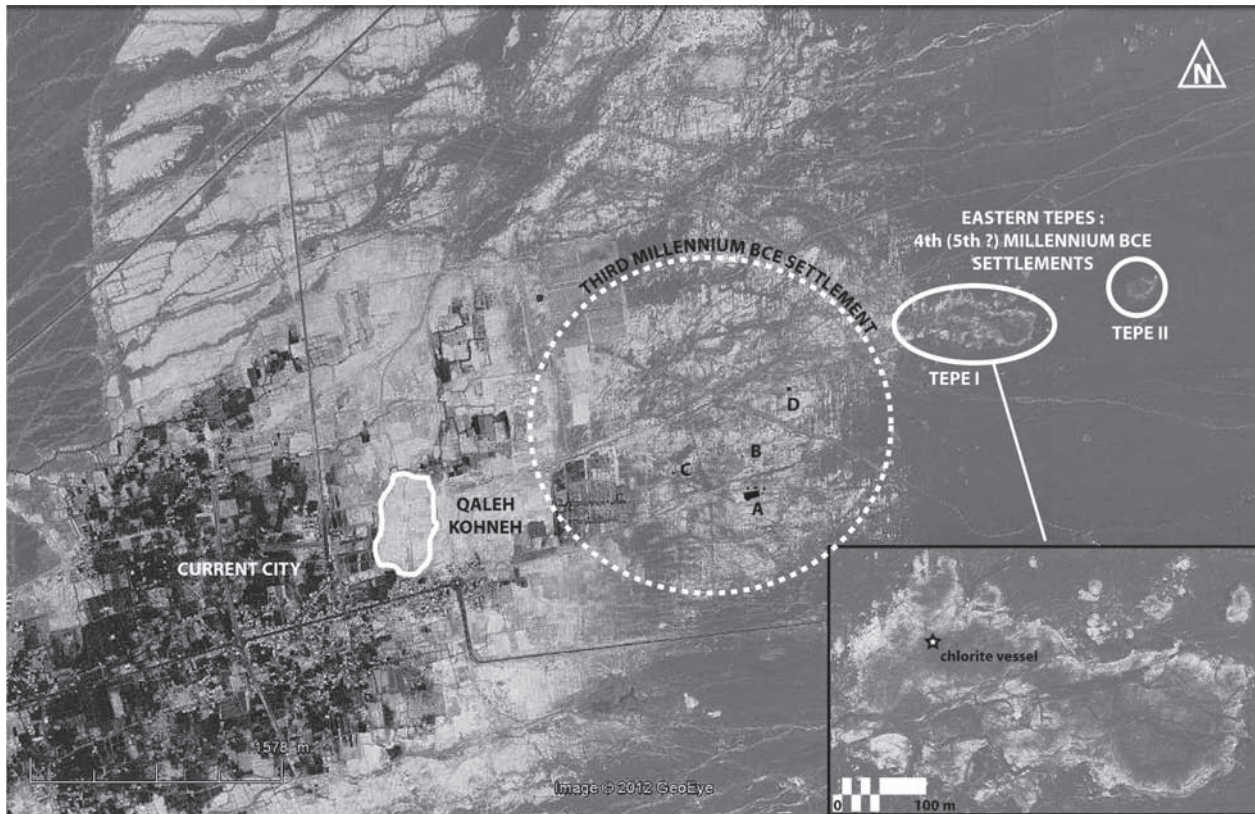 N
EASTERN TEPES :
4th (5th ?) MILLENNIUM BCE
SETTLEMENTS
THIRD MILLENNIUM BCE SETTLEMENT
TEPE II
TEPE I
D
B
C
A
QALEH
KOHNEH
CURRENT CITY
chlorite vessel
1578 m
Image © 2012 GeoEye
0 100 m